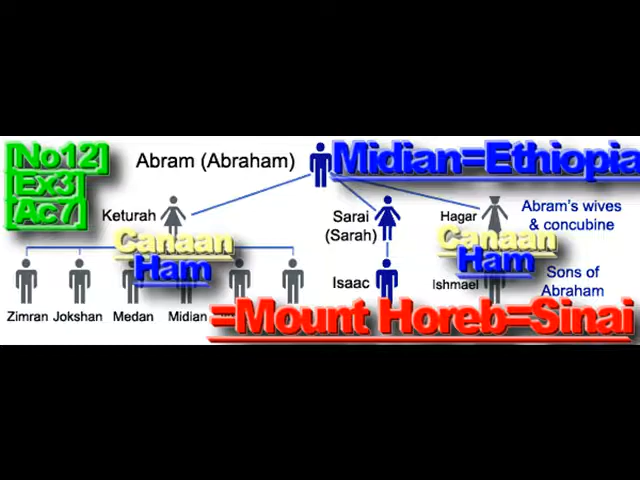 [No12]
[Ex3]
[Ac7]
Abram (Abraham)
Midian=Ethiopia
Keturah
Sarai
(Sarah)
Hagar
Abram's wives
& concubine
Canaan
Ham
Canaan
Ham
Isaac
Ishmael
Sons of
Abraham
Zimran Jokshan Medan Midian
=Mount Horeb=Sinai